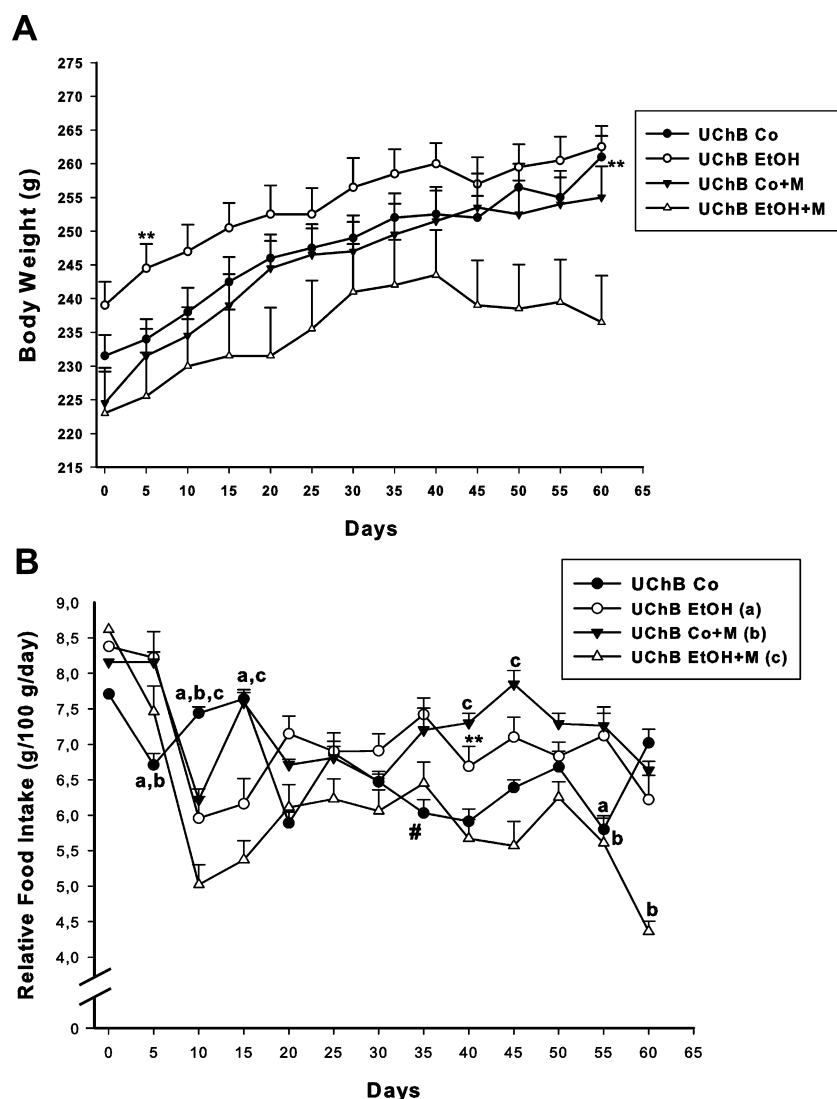 A
275
270
265
260
255
250
245
240
235
230
225
220
215
Body Weight (g)
**
**
UChB Co
UChB EtOH
UChB Co+M
UChB EtOH+M
0 5 10 15 20 25 30 35 40 45 50 55 60 65
Days
B
UChB Co
UChB EtOH (a)
UChB Co+M (b)
UChB EtOH+M (c)
9,0
8,5
8,0
7,5
7,0
6,5
6,0
5,5
5,0
4,5
4,0
0
Relative Food Intake (g/100 g/day)
a,b
a,b,c
a,c
#
c
**
c
a
b
b
0 5 10 15 20 25 30 35 40 45 50 55 60 65
Days